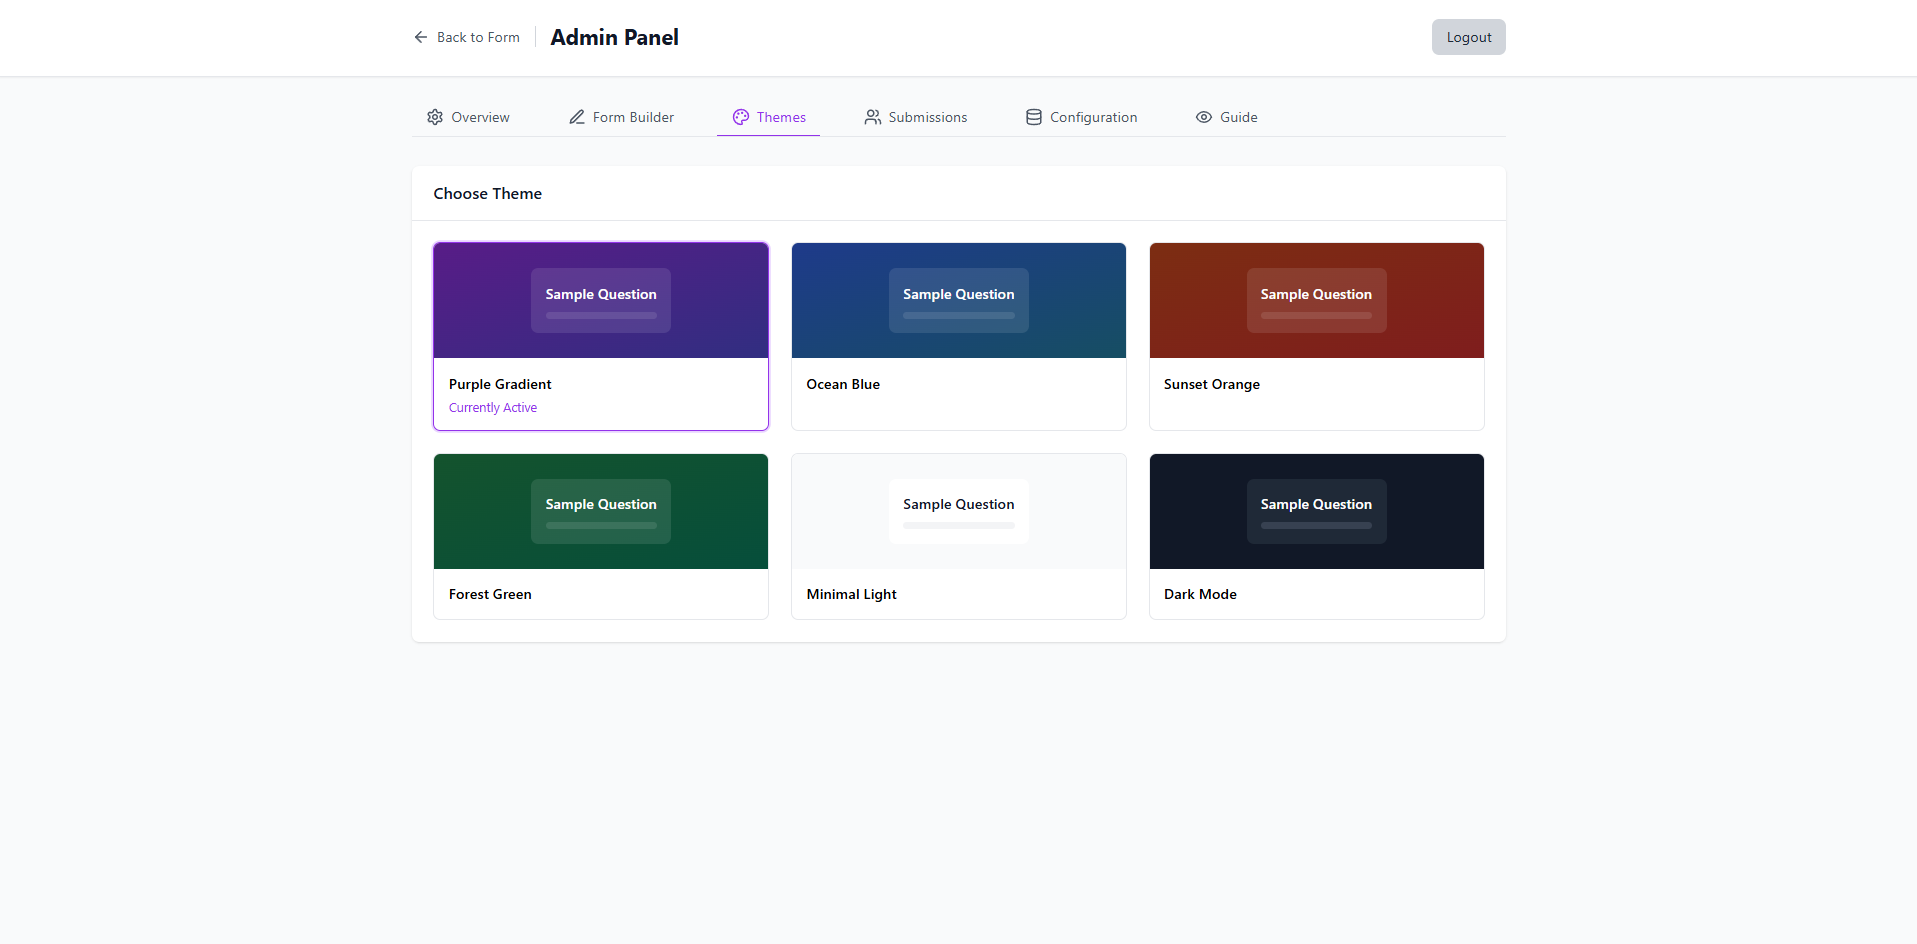 Back to Form
Admin Panel
Logout
Overview
Form Builder
Themes
Submissions
Configuration
Guide
Choose Theme
Sample Question
Purple Gradient
Currently Active
Sample Question
Ocean Blue
Sample Question
Sunset Orange
Sample Question
Forest Green
Sample Question
Minimal Light
Sample Question
Dark Mode